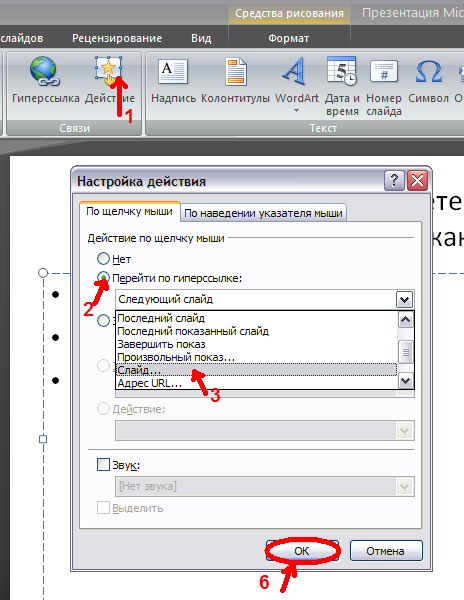 Средства рисования
Презентация Mic
слайдов Рецензирование Вид Формат
Гиперссылка Действие Надпись Колонтитулы WordArt Дата и время Номер слайда Символ О
1
Связи Текст
Настройка действия
ете
кан
По щелчку мыши По наведении указателя мыши
Действие по щелчку мыши
Нет
Перейти по гиперссылке:
2
Следующий слайд
З
Последний слайд
Последний показанный слайд
Завершить показ
Произвольный показ...
Слайд...
3
Адрес URL...
Действие:
Звук:
[Нет звука]
Выделить
ОК Отмена
6